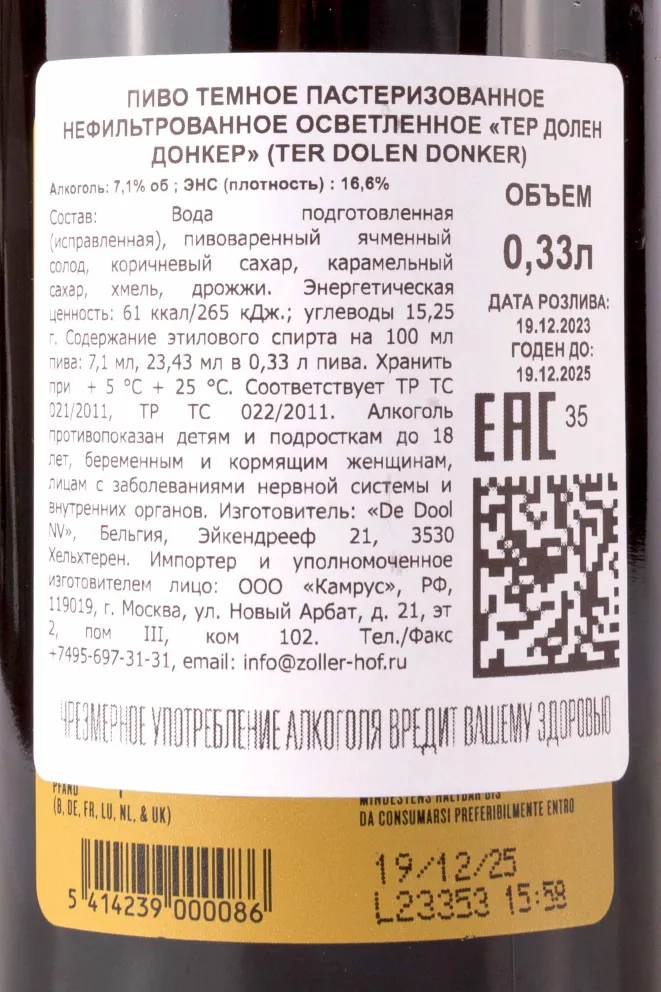 ПИВО ТЕМНОЕ ПАСТЕРИЗОВАННОЕ
НЕФИЛЬТРОВАННОЕ ОСВЕТЛЕННОЕ «ТЕР ДОЛЕН
ДОНКЕР» (TER DOLEN DONKER)
Алкоголь: 7,1% об ; ЭНС (плотность) : 16,6%
Состав: Вода подготовленная
(исправленная), пивоваренный ячменный
солод, коричневый сахар, карамельный
сахар, хмель, дрожжи. Энергетическая
ценность: 61 ккал/265 кДж.; углеводы 15,25
г. Содержание этилового спирта на 100 мл
пива: 7,1 мл, 23,43 мл в 0,33 л пива. Хранить
при + 5 °C + 25 °C. Соответствует ТР ТС
021/2011, ТР ТС 022/2011. Алкоголь
противопоказан детям и подросткам до 18
лет, беременным и кормящим женщинам,
лицам с заболеваниями нервной системы и
внутренних органов. Изготовитель: «De Dool
NV», Бельгия, Эйкендрееф 21, 3530
Хельхтерен. Импортер и уполномоченное
изготовителем лицо: ООО «Камрус», РФ,
119019, г. Москва, ул. Новый Арбат, д. 21, эт
2, пом III, ком 102. Тел./Факс
+7495-697-31-31, email: info@zoller-hof.ru
ОБЪЕМ
0,33л
ДАТА РОЗЛИВА:
19.12.2023
ГОДЕН ДО:
19.12.2025
EAC 35
ЧРЕЗМЕРНОЕ УПОТРЕБЛЕНИЕ АЛКОГОЛЯ ВРЕДИТ ВАШЕМУ ЗДОРОВЬЮ
PFAND
(B, DE, FR, LU, NL, & UK)
MINDESTENS HALTBAR BIS
DA CONSUMARSI PREFERIBILMENTE ENTRO
5 414239 000086
19/12/25
L23353 15:58